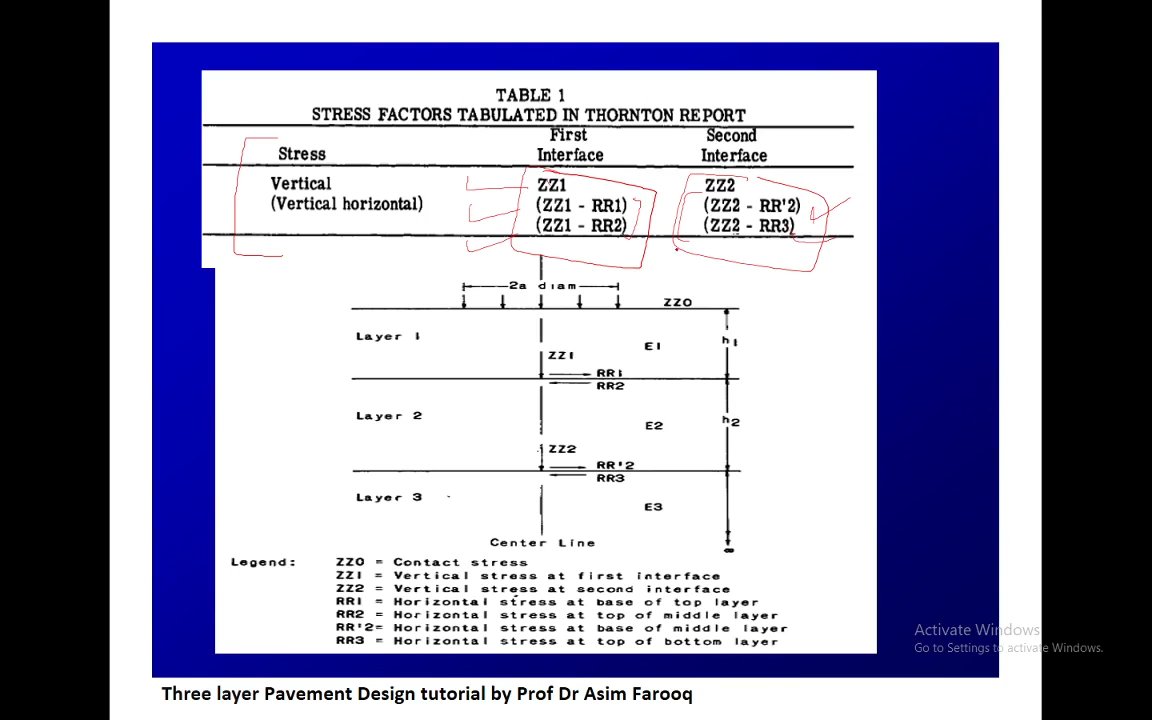 TABLE 1
STRESS FACTORS TABULATED IN THORNTON REPORT
Stress First Interface Second Interface
Vertical ZZ1 ZZ2
(Vertical horizontal) (ZZ1 - RR1) (ZZ2 - RR'2)
(ZZ1 - RR2) (ZZ2 - RR3)
2a diam
ZZ0
Layer 1 E1 h1
ZZ1
RR1
RR2
Layer 2 E2 h2
ZZ2
RR'2
RR3
Layer 3 E3
∞
Center Line
Legend: ZZ0 = Contact stress
ZZ1 = Vertical stress at first interface
ZZ2 = Vertical stress at second interface
RR1 = Horizontal stress at base of top layer
RR2 = Horizontal stress at top of middle layer
RR'2= Horizontal stress at base of middle layer
RR3 = Horizontal stress at top of bottom layer
Activate Windows
Go to Settings to activate Windows.
Three layer Pavement Design tutorial by Prof Dr Asim Farooq